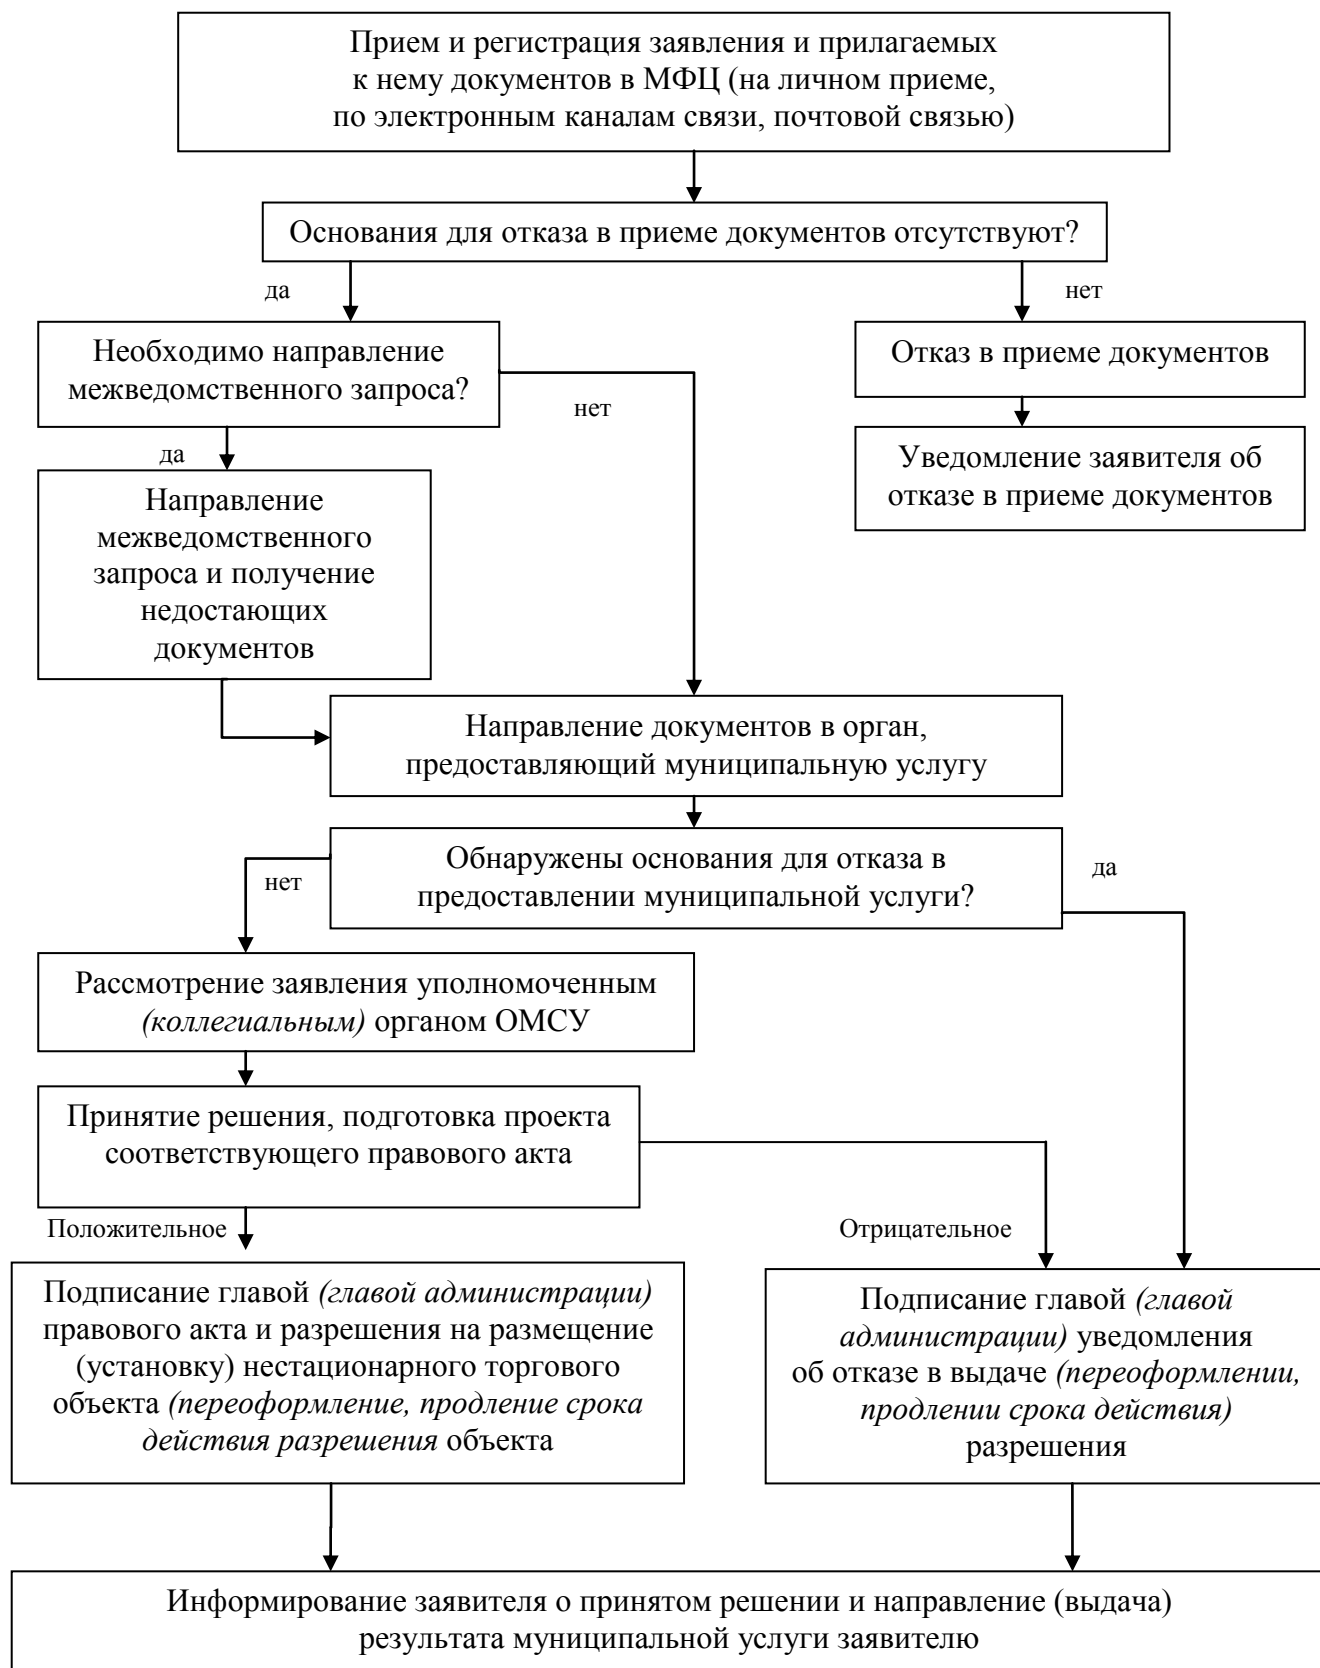 Прием и регистрация заявления и прилагаемых
к нему документов в МФЦ (на личном приеме,
по электронным каналам связи, почтовой связью)
Основания для отказа в приеме документов отсутствуют?
да
нет
Необходимо направление
межведомственного запроса?
Отказ в приеме документов
нет
да
Уведомление заявителя об
отказе в приеме документов
Направление
межведомственного
запроса и получение
недостающих
документов
Направление документов в орган,
предоставляющий муниципальную услугу
Обнаружены основания для отказа в
предоставлении муниципальной услуги?
нет
да
Рассмотрение заявления уполномоченным
(коллегиальным) органом ОМСУ
Принятие решения, подготовка проекта
соответствующего правового акта
Положительное
Отрицательное
Подписание главой (главой администрации)
правового акта и разрешения на размещение
(установку) нестационарного торгового
объекта (переоформление, продление срока
действия разрешения объекта
Подписание главой (главой
администрации) уведомления
об отказе в выдаче (переоформлении,
продлении срока действия)
разрешения
Информирование заявителя о принятом решении и направление (выдача)
результата муниципальной услуги заявителю